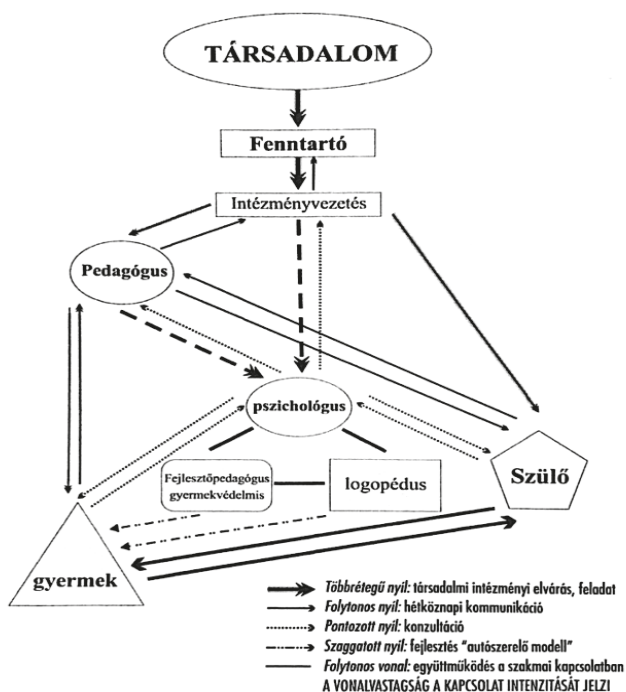 TÁRSADALOM
Fenntartó
Intézményvezetés
Pedagógus
pszichológus
Fejlesztőpedagógus
gyermekvédelmis
logopédus
Szülő
gyermek
Többrétegű nyíl: társadalmi intézményi elvárás, feladat
Folytonos nyíl: hétköznapi kommunikáció
Pontozott nyíl: konzultáció
Szaggatott nyíl: fejlesztés "autószerelő modell"
Folytonos vonal: együttműködés a szakmai kapcsolatban
A VONALVASTAGSÁG A KAPCSOLAT INTENZITÁSÁT JELZI